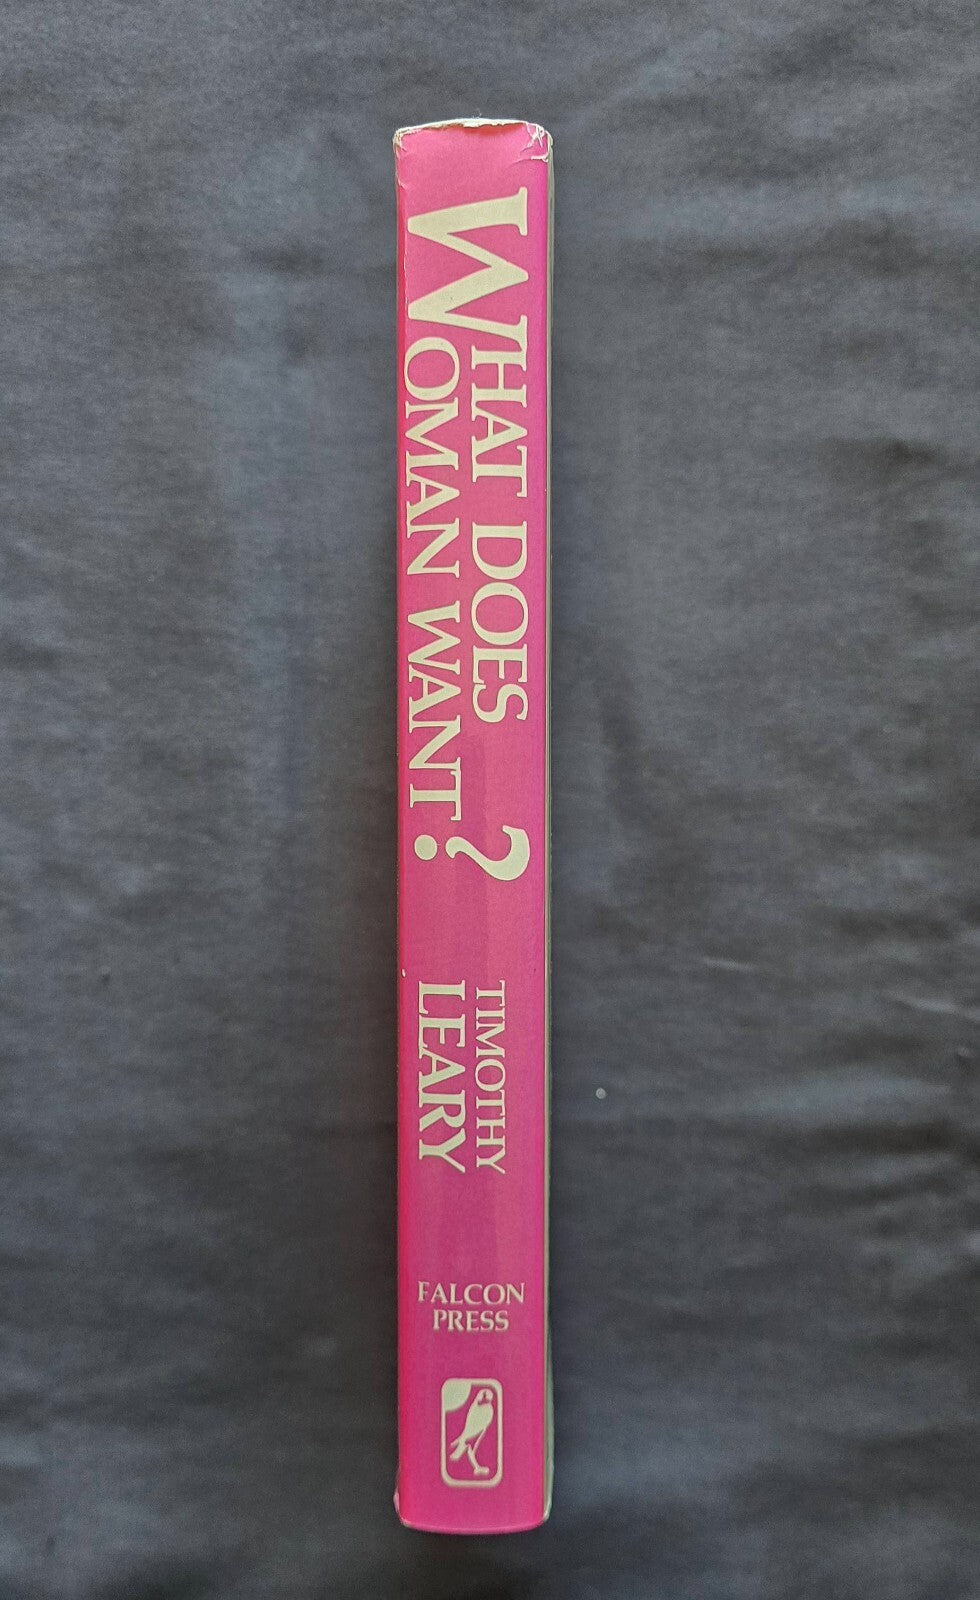 WHAT DOES
WOMAN WANT?
TIMOTHY
LEARY
FALCON
PRESS